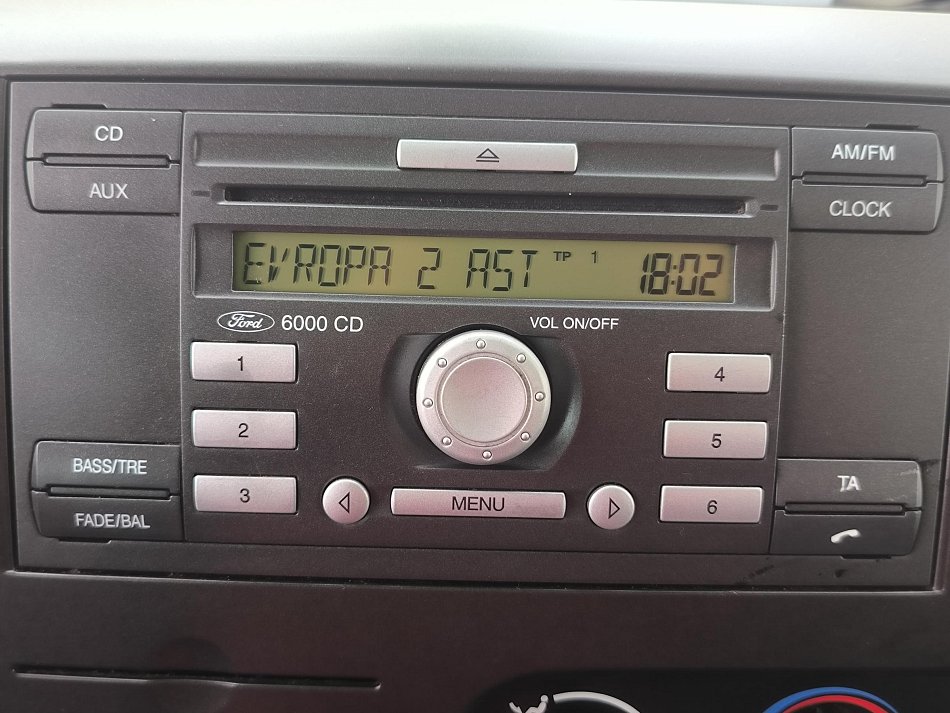 CD
AM/FM
AUX
CLOCK
EVROPA 2 AST TP 1 18:02
Ford 6000 CD
VOL ON/OFF
1
4
2
5
BASS/TRE
3
MENU
6
TA
FADE/BAL